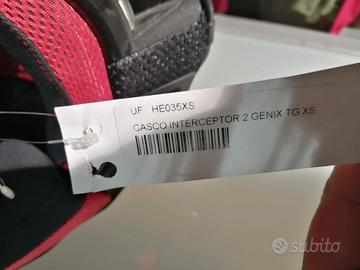 UF HE035XS
CASCO INTERCEPTOR 2 GENIX TG XS
subito